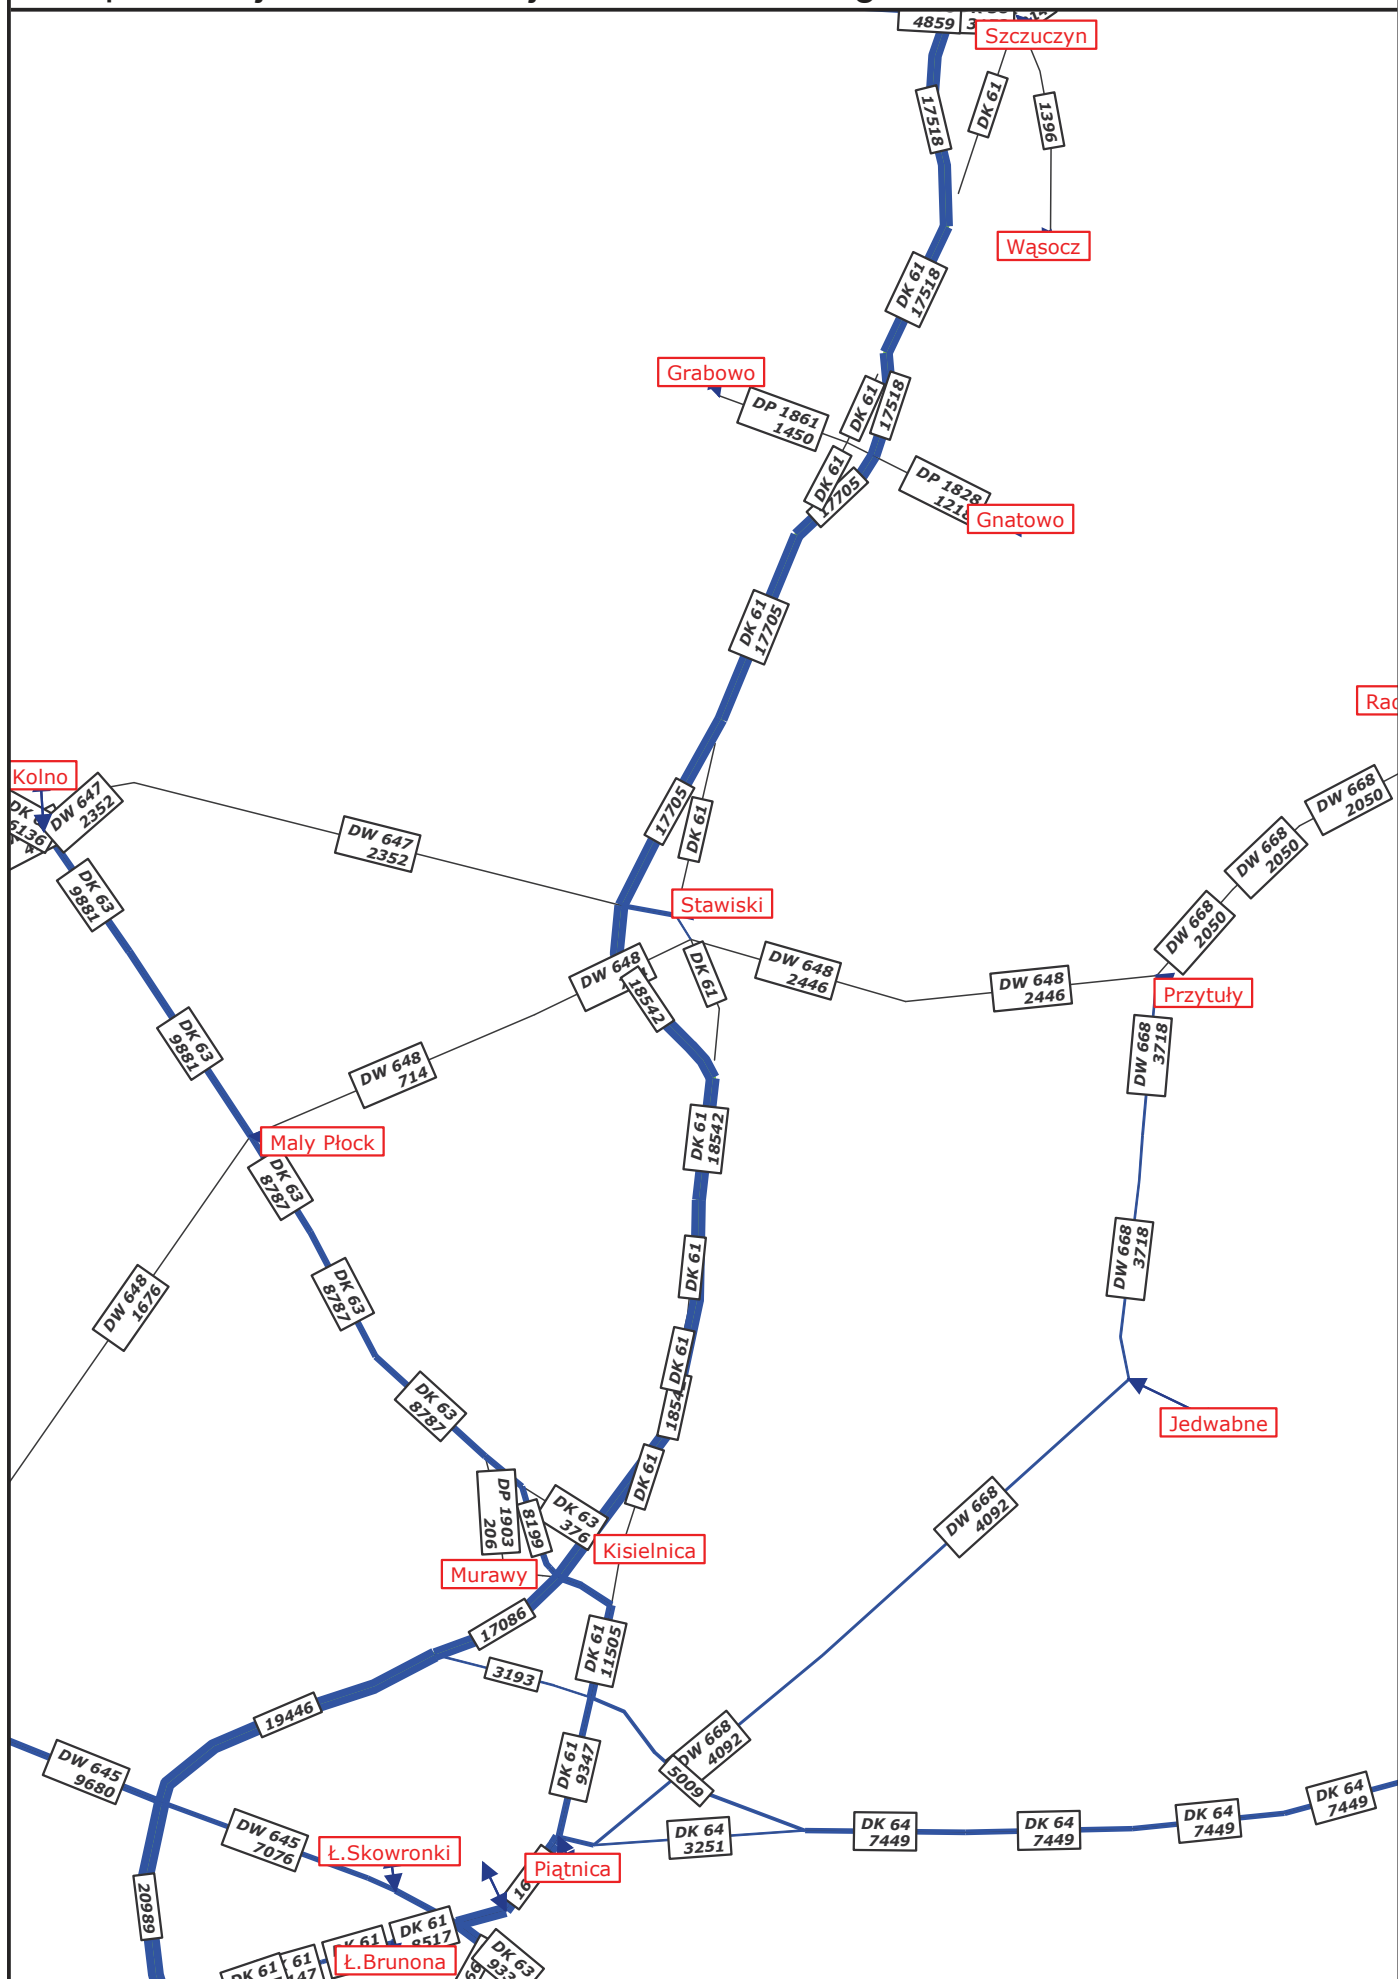 4859
Szczuczyn
17518
DK 61
1396
Wąsocz
DK 61
17518
Grabowo
DP 1861
1450
DK 61
17518
DK 61
17705
DP 1828
Gnatowo
DK 61
17705
Kolno
DW 647
2352
6136
DW 647
2352
17705
DK 61
Stawiski
DW 668
2050
DW 668
2050
DW 668
2050
DK 63
9881
DW 648
18542
DK 61
DW 648
2446
DW 648
2446
Przytuły
DK 63
9881
DW 648
714
DW 668
3718
Maly Płock
DK 61
18542
DK 63
8787
DW 668
3718
DW 648
1676
DK 63
8787
DK 61
DK 61
DK 63
8787
Jedwabne
DK 61
DP 1903
206
8199
DK 63
376
DW 668
4092
Kisielnica
Murawy
17086
DK 61
11505
3193
19446
DW 645
9680
DK 61
9347
DW 668
4092
5009
DK 64
3251
DK 64
7449
DK 64
7449
DK 64
7449
DK 64
7449
DW 645
7076
Ł.Skowronki
Piątnica
20989
DK 61
8517
DK 61
Ł.Brunona
DK 63